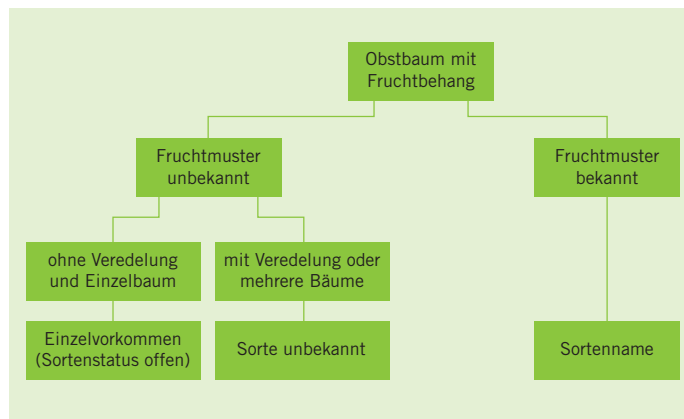 Obstbaum mit
Fruchtbehang
Fruchtmuster
unbekannt
Fruchtmuster
bekannt
ohne Veredelung
und Einzelbaum
mit Veredelung oder
mehrere Bäume
Einzelvorkommen
(Sortenstatus offen)
Sorte unbekannt
Sortenname